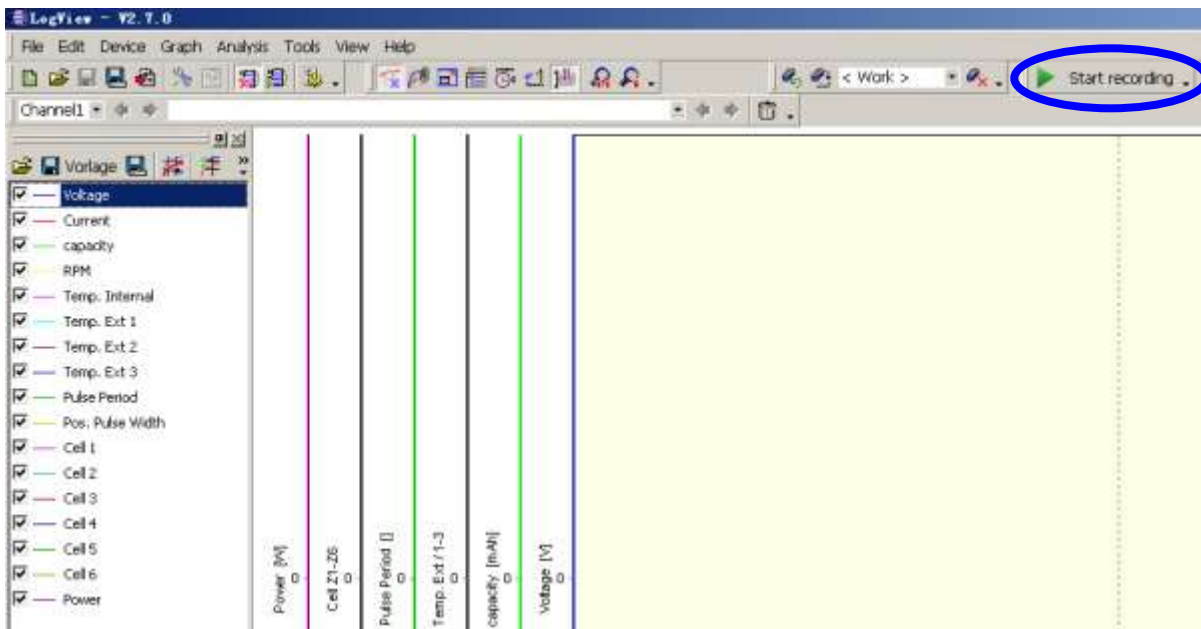 LogView - V2.7.0
File Edit Device Graph Analysis Tools View Help
< Work >
Start recording
Channel1
Vorlage
Voltage
Current
capacity
RPM
Temp. Internal
Temp. Ext 1
Temp. Ext 2
Temp. Ext 3
Pulse Period
Pos. Pulse Width
Cell 1
Cell 2
Cell 3
Cell 4
Cell 5
Cell 6
Power
Power [W]
0
Cell Z1-Z6
0
Pulse Period []
0
Temp. Ext / 1-3
0
capacity [mAh]
0
Voltage [V]
0